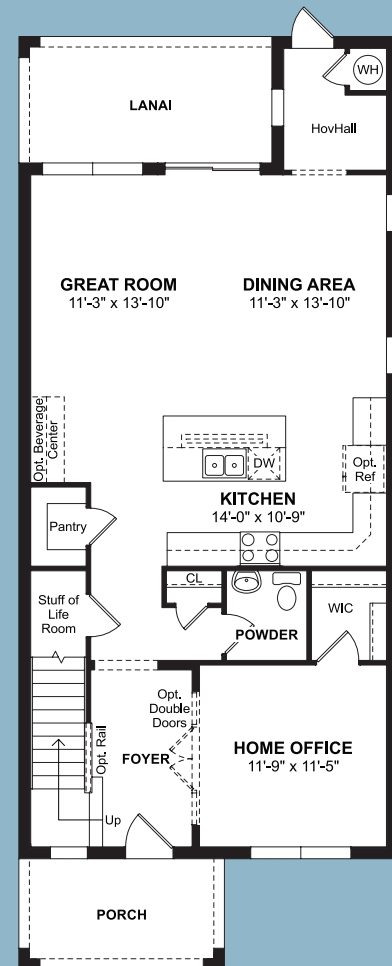 WH
LANAI
HovHall
GREAT ROOM
11'-3" x 13'-10"
DINING AREA
11'-3" x 13'-10"
Opt. Beverage
Center
DW
Opt.
Ref
KITCHEN
14'-0" x 10'-9"
Pantry
CL
Stuff of
Life
Room
WIC
POWDER
Opt.
Double
Doors
Opt. Rail
FOYER
HOME OFFICE
11'-9" x 11'-5"
Up
PORCH